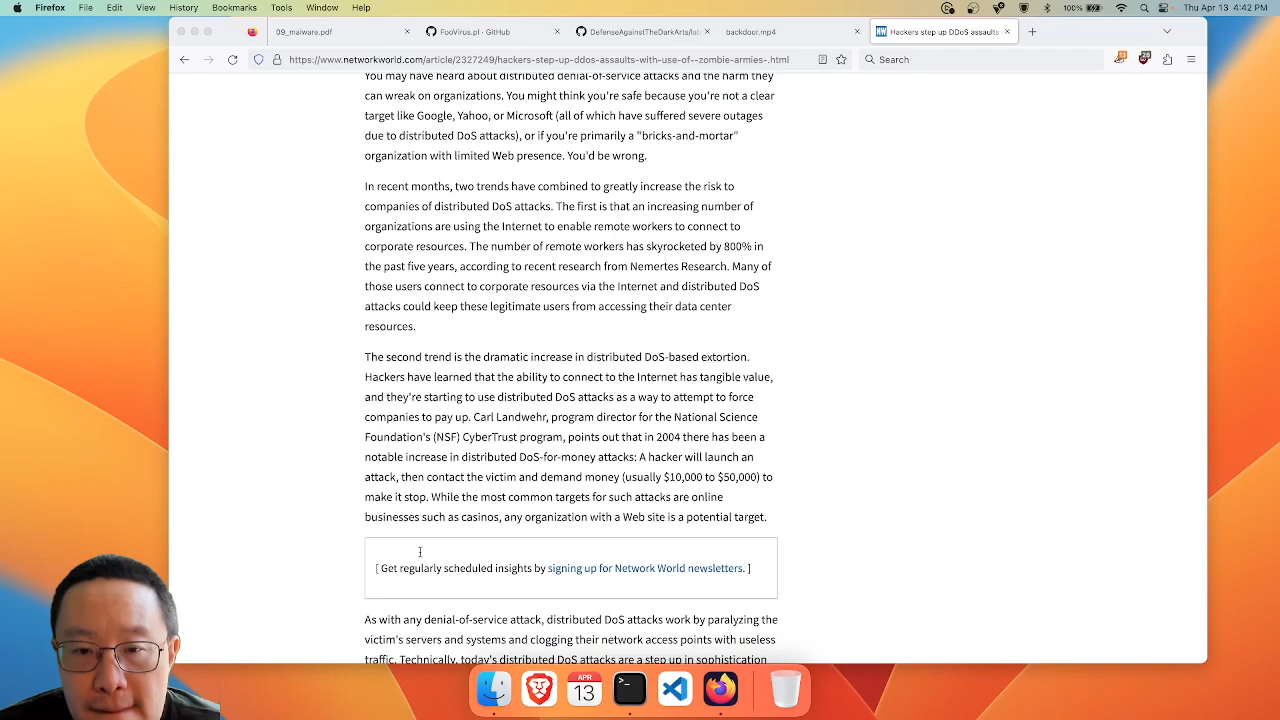 Firefox File Edit View History Bookmarks Tools Window Help 100% Thu Apr 13 4:42 PM
09_malware.pdf FooVirus.pl · GitHub DefenseAgainstTheDarkArts/lab backdoor.mp4 Hackers step up DDoS assaults
https://www.networkworld.com/article/2327249/hackers-step-up-ddos-assaults-with-use-of--zombie-armies-.html Search
You may have heard about distributed denial-of-service attacks and the harm they
can wreak on organizations. You might think you're safe because you're not a clear
target like Google, Yahoo, or Microsoft (all of which have suffered severe outages
due to distributed DoS attacks), or if you're primarily a "bricks-and-mortar"
organization with limited Web presence. You'd be wrong.
In recent months, two trends have combined to greatly increase the risk to
companies of distributed DoS attacks. The first is that an increasing number of
organizations are using the Internet to enable remote workers to connect to
corporate resources. The number of remote workers has skyrocketed by 800% in
the past five years, according to recent research from Nemertes Research. Many of
those users connect to corporate resources via the Internet and distributed DoS
attacks could keep these legitimate users from accessing their data center
resources.
The second trend is the dramatic increase in distributed DoS-based extortion.
Hackers have learned that the ability to connect to the Internet has tangible value,
and they're starting to use distributed DoS attacks as a way to attempt to force
companies to pay up. Carl Landwehr, program director for the National Science
Foundation's (NSF) CyberTrust program, points out that in 2004 there has been a
notable increase in distributed DoS-for-money attacks: A hacker will launch an
attack, then contact the victim and demand money (usually $10,000 to $50,000) to
make it stop. While the most common targets for such attacks are online
businesses such as casinos, any organization with a Web site is a potential target.
[ Get regularly scheduled insights by signing up for Network World newsletters. ]
As with any denial-of-service attack, distributed DoS attacks work by paralyzing the
victim's servers and systems and clogging their network access points with useless
traffic. Technically, today's distributed DoS attacks are a step up in sophistication
APR
13